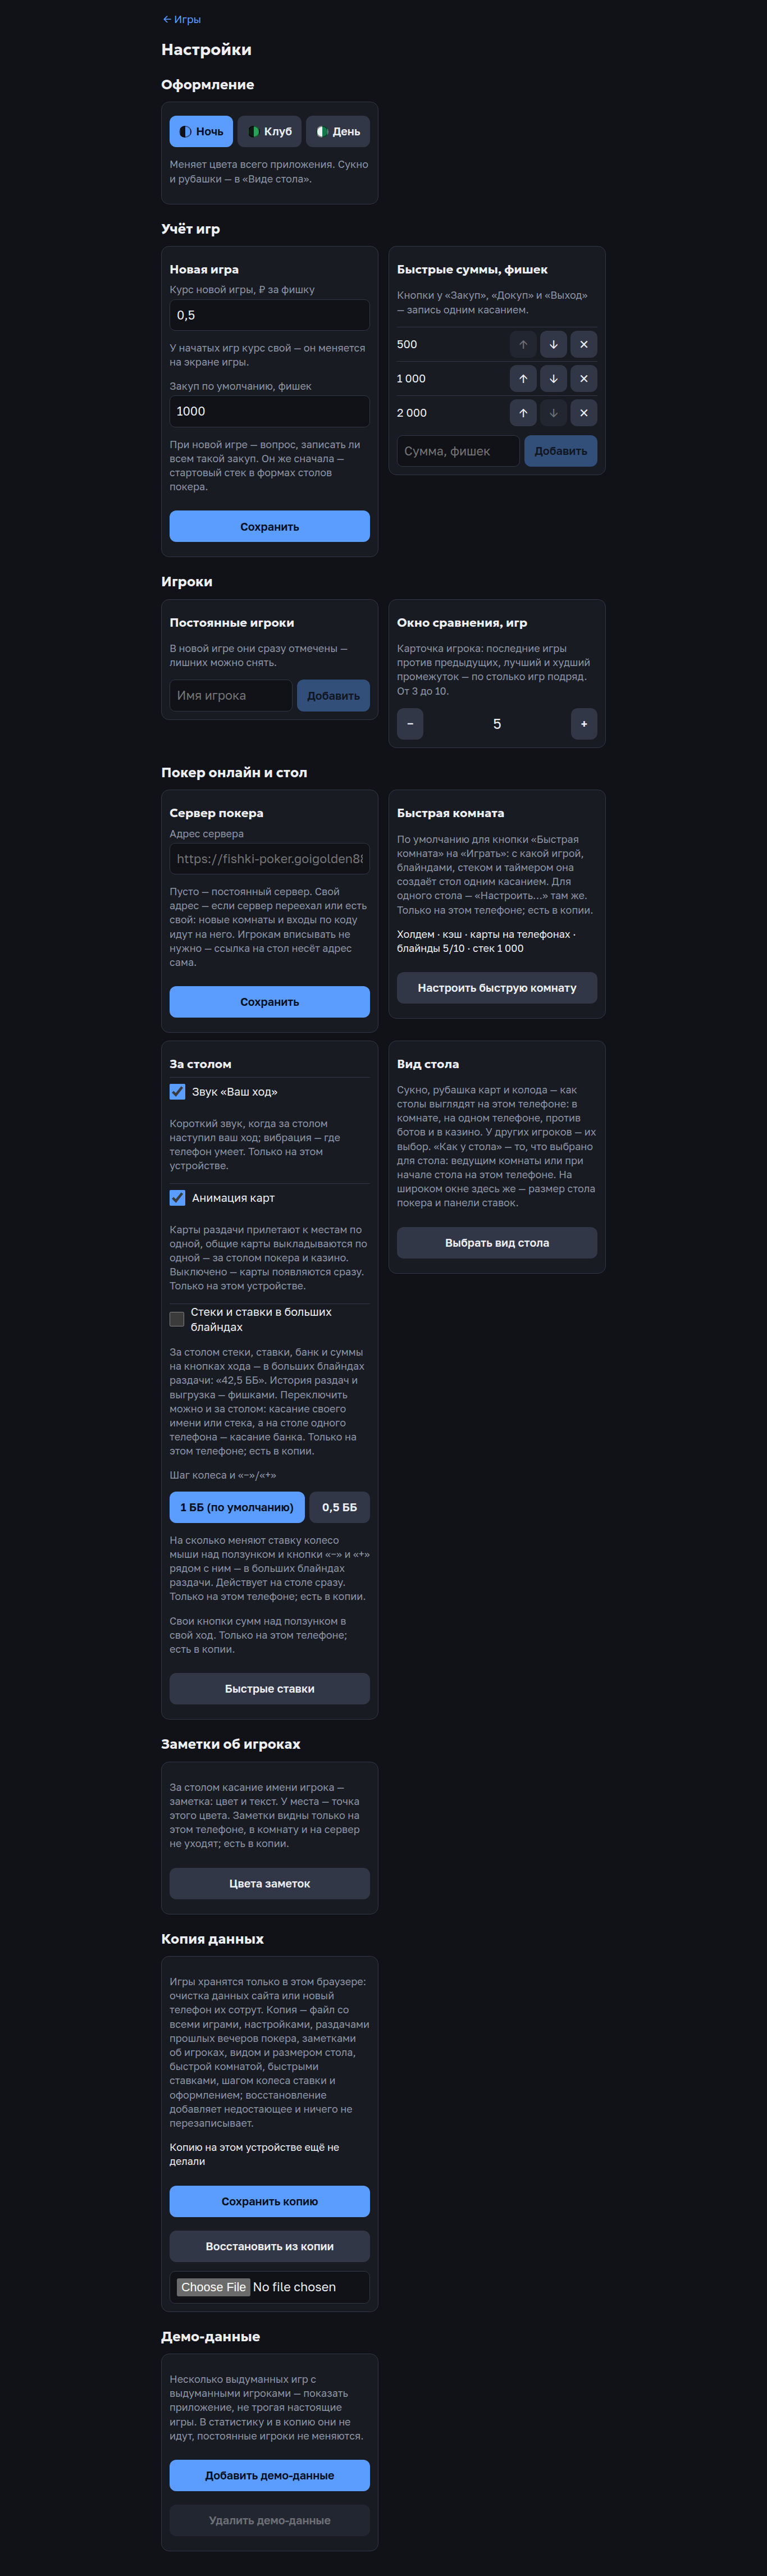 ← Игры
Настройки
Оформление
Ночь
Клуб
День
Меняет цвета всего приложения. Сукно
и рубашки — в «Виде стола».
Учёт игр
Новая игра
Курс новой игры, ₽ за фишку
0,5
У начатых игр курс свой — он меняется
на экране игры.
Закуп по умолчанию, фишек
1000
При новой игре — вопрос, записать ли
всем такой закуп. Он же сначала —
стартовый стек в формах столов
покера.
Сохранить
Быстрые суммы, фишек
Кнопки у «Закуп», «Докуп» и «Выход»
— запись одним касанием.
500 ↑ ↓ ✕
1 000 ↑ ↓ ✕
2 000 ↑ ↓ ✕
Сумма, фишек
Добавить
Игроки
Постоянные игроки
В новой игре они сразу отмечены —
лишних можно снять.
Имя игрока
Добавить
Окно сравнения, игр
Карточка игрока: последние игры
против предыдущих, лучший и худший
промежуток — по столько игр подряд.
От 3 до 10.
− 5 +
Покер онлайн и стол
Сервер покера
Адрес сервера
https://fishki-poker.goigolden88
Пусто — постоянный сервер. Свой
адрес — если сервер переехал или есть
свой: новые комнаты и входы по коду
идут на него. Игрокам вписывать не
нужно — ссылка на стол несёт адрес
сама.
Сохранить
Быстрая комната
По умолчанию для кнопки «Быстрая
комната» на «Играть»: с какой игрой,
блайндами, стеком и таймером она
создаёт стол одним касанием. Для
одного стола — «Настроить…» там же.
Только на этом телефоне; есть в копии.
Холдем · кэш · карты на телефонах ·
блайнды 5/10 · стек 1 000
Настроить быструю комнату
За столом
Звук «Ваш ход»
Короткий звук, когда за столом
наступил ваш ход; вибрация — где
телефон умеет. Только на этом
устройстве.
Анимация карт
Карты раздачи прилетают к местам по
одной, общие карты выкладываются по
одной — за столом покера и казино.
Выключено — карты появляются сразу.
Только на этом устройстве.
Стеки и ставки в больших
блайндах
За столом стеки, ставки, банк и суммы
на кнопках хода — в больших блайндах
раздачи: «42,5 ББ». История раздач и
выгрузка — фишками. Переключить
можно и за столом: касание своего
имени или стека, а на столе одного
телефона — касание банка. Только на
этом телефоне; есть в копии.
Шаг колеса и «−»/«+»
1 ББ (по умолчанию)
0,5 ББ
На сколько меняют ставку колесо
мыши над ползунком и кнопки «−» и «+»
рядом с ним — в больших блайндах
раздачи. Действует на столе сразу.
Только на этом телефоне; есть в копии.
Свои кнопки сумм над ползунком в
свой ход. Только на этом телефоне;
есть в копии.
Быстрые ставки
Вид стола
Сукно, рубашка карт и колода — как
столы выглядят на этом телефоне: в
комнате, на одном телефоне, против
ботов и в казино. У других игроков — их
выбор. «Как у стола» — то, что выбрано
для стола: ведущим комнаты или при
начале стола на этом телефоне. На
широком окне здесь же — размер стола
покера и панели ставок.
Выбрать вид стола
Заметки об игроках
За столом касание имени игрока —
заметка: цвет и текст. У места — точка
этого цвета. Заметки видны только на
этом телефоне, в комнату и на сервер
не уходят; есть в копии.
Цвета заметок
Копия данных
Игры хранятся только в этом браузере:
очистка данных сайта или новый
телефон их сотрут. Копия — файл со
всеми играми, настройками, раздачами
прошлых вечеров покера, заметками
об игроках, видом и размером стола,
быстрой комнатой, быстрыми
ставками, шагом колеса ставки и
оформлением; восстановление
добавляет недостающее и ничего не
перезаписывает.
Копию на этом устройстве ещё не
делали
Сохранить копию
Восстановить из копии
Choose File No file chosen
Демо-данные
Несколько выдуманных игр с
выдуманными игроками — показать
приложение, не трогая настоящие
игры. В статистику и в копию они не
идут, постоянные игроки не меняются.
Добавить демо-данные
Удалить демо-данные